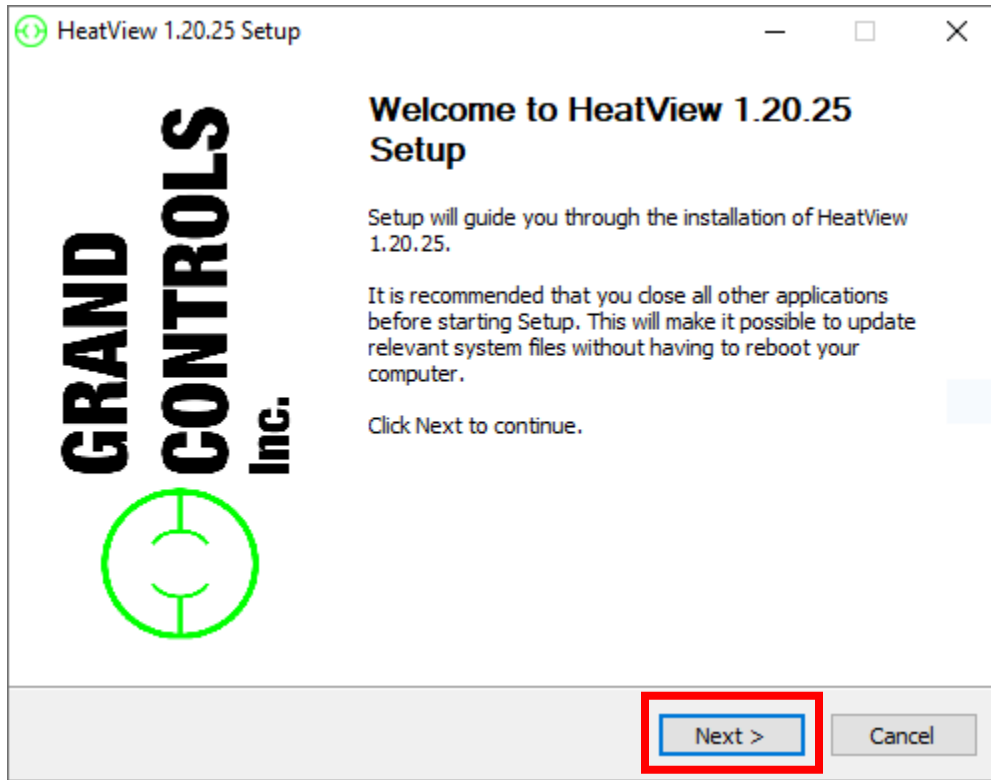 HeatView 1.20.25 Setup
GRAND
CONTROLS
Inc.
Welcome to HeatView 1.20.25
Setup
Setup will guide you through the installation of HeatView
1.20.25.
It is recommended that you close all other applications
before starting Setup. This will make it possible to update
relevant system files without having to reboot your
computer.
Click Next to continue.
Next >
Cancel